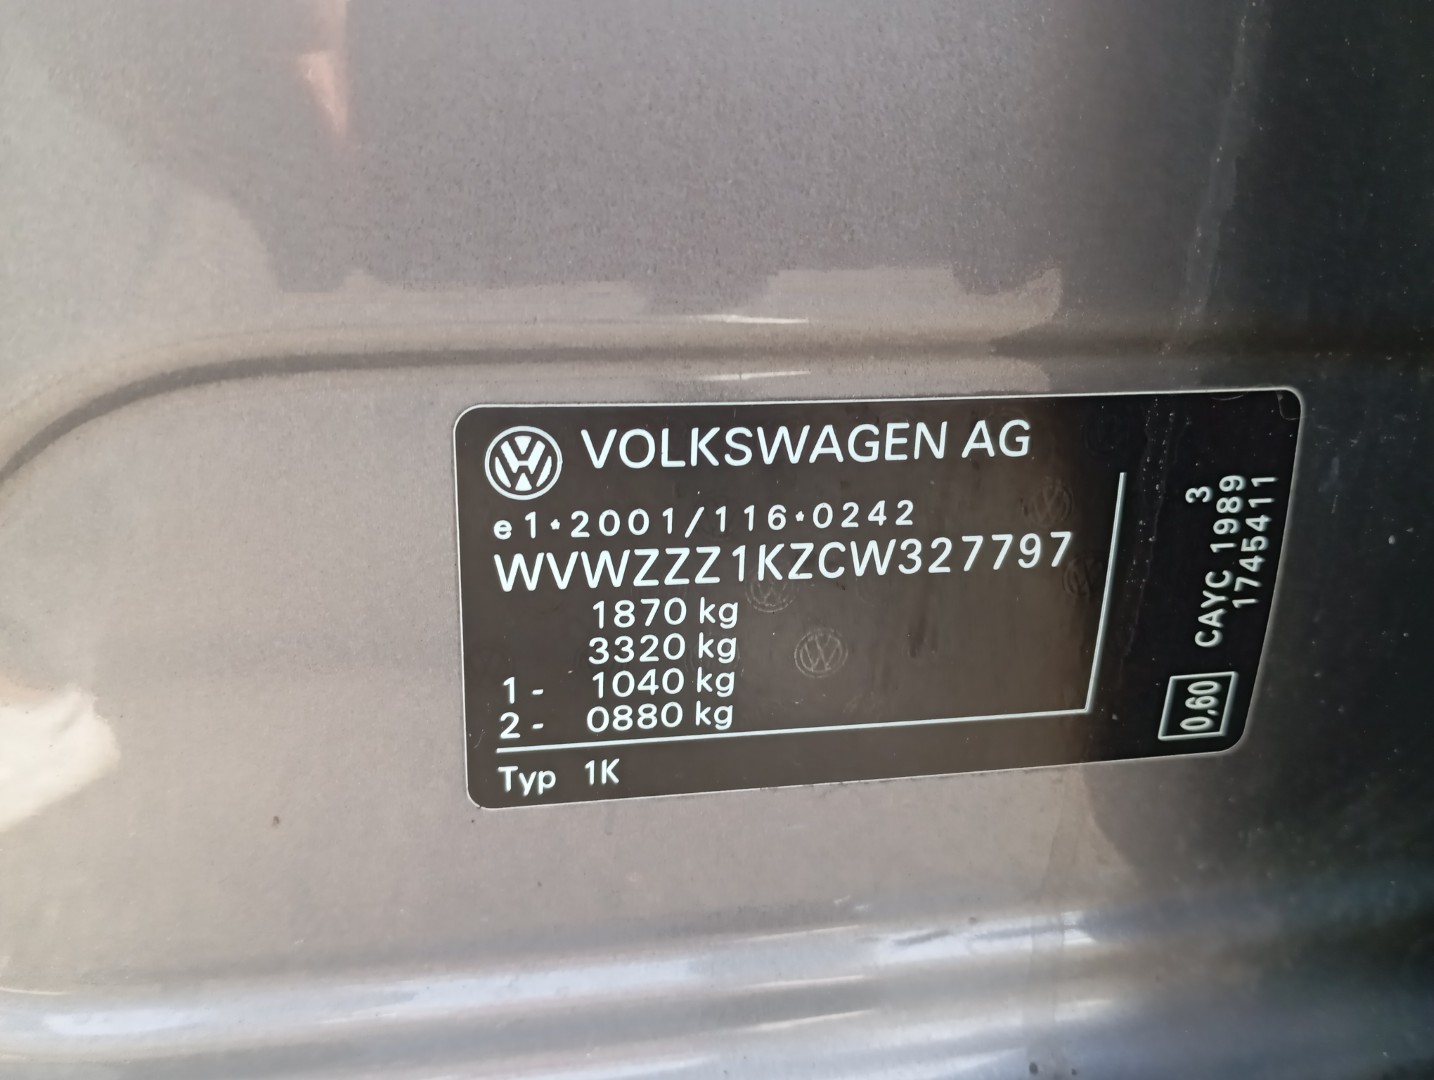 VOLKSWAGEN AG
e1*2001/116*0242
WVWZZZ1KZCW327797
1870 kg
3320 kg
1 - 1040 kg
2 - 0880 kg
Typ 1K
3
CAYC 1989
1745411
0,60